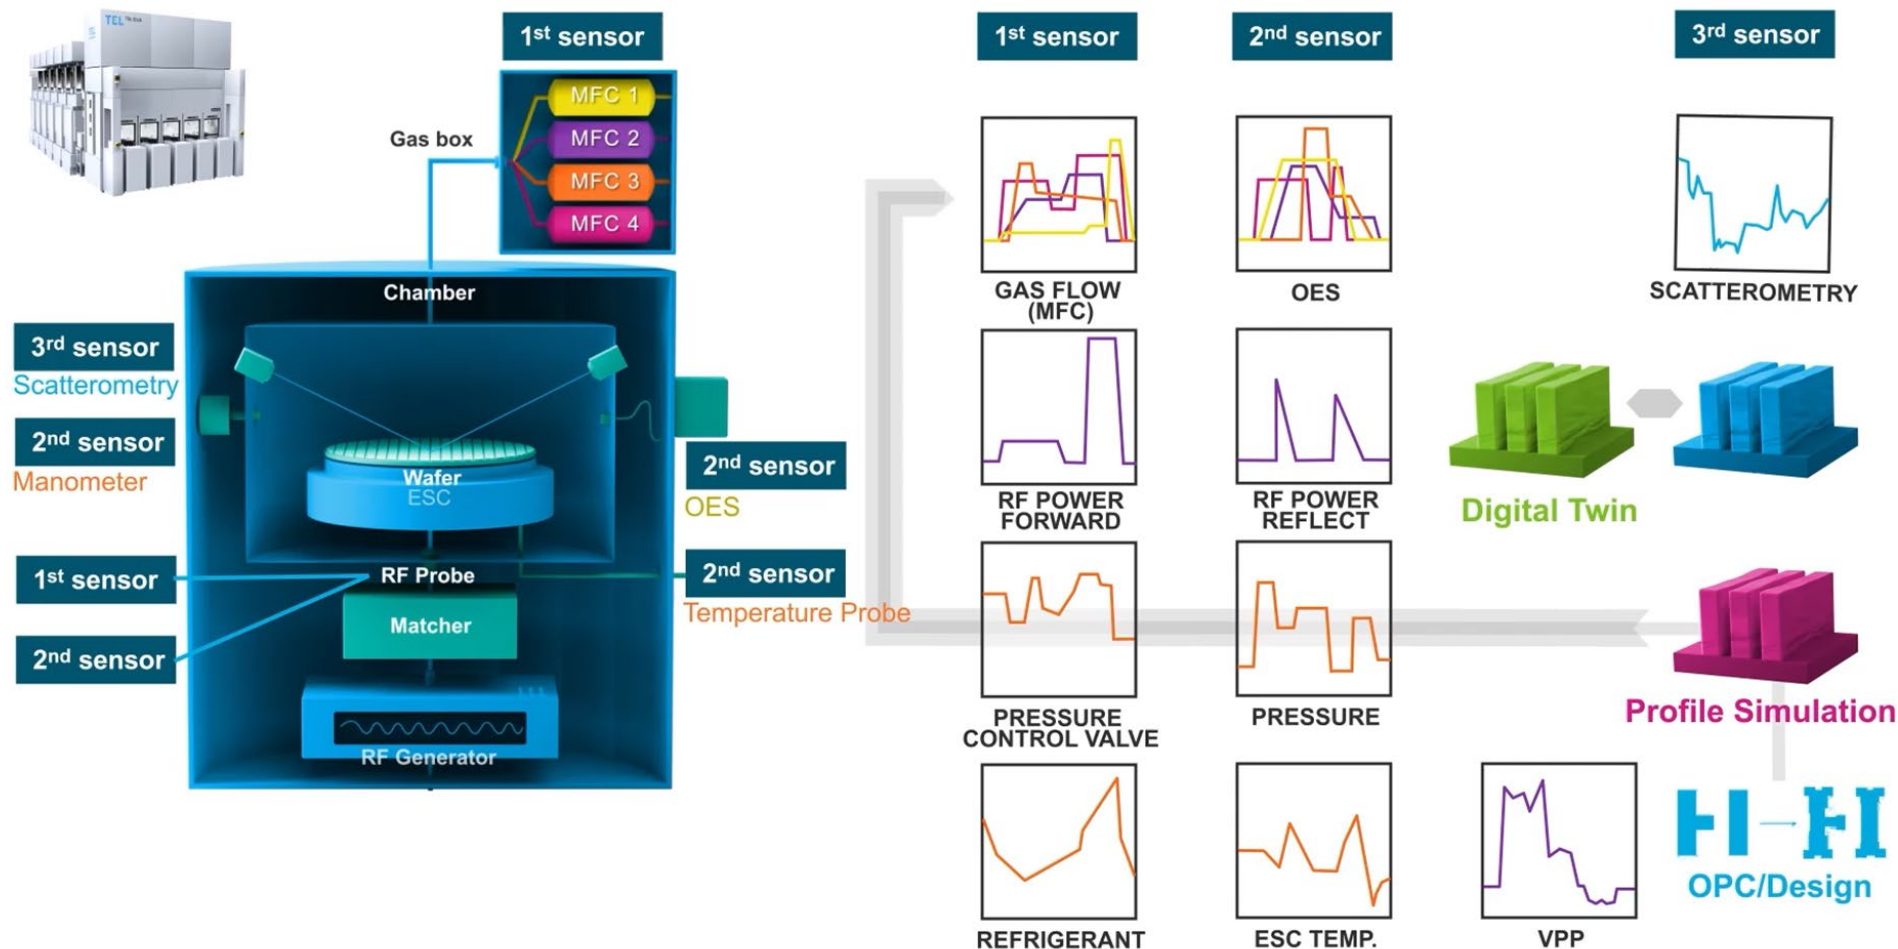 TEL
1st sensor
MFC 1
MFC 2
MFC 3
MFC 4
Gas box
Chamber
3rd sensor
Scatterometry
2nd sensor
Manometer
Wafer
ESC
2nd sensor
OES
1st sensor
2nd sensor
RF Probe
2nd sensor
Temperature Probe
Matcher
RF Generator
1st sensor
2nd sensor
3rd sensor
GAS FLOW
(MFC)
OES
SCATTEROMETRY
RF POWER
FORWARD
RF POWER
REFLECT
Digital Twin
PRESSURE
CONTROL VALVE
PRESSURE
Profile Simulation
REFRIGERANT
ESC TEMP.
VPP
OPC/Design